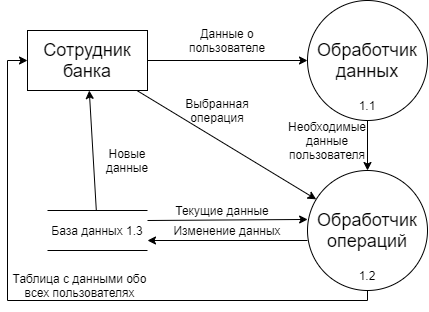 Данные о
пользователе
Сотрудник
банка
Обработчик
данных
1.1
Выбранная
операция
Необходимые
данные
пользователя
Новые
данные
Текущие данные
База данных 1.3
Изменение данных
Обработчик
операций
1.2
Таблица с данными обо
всех пользователях